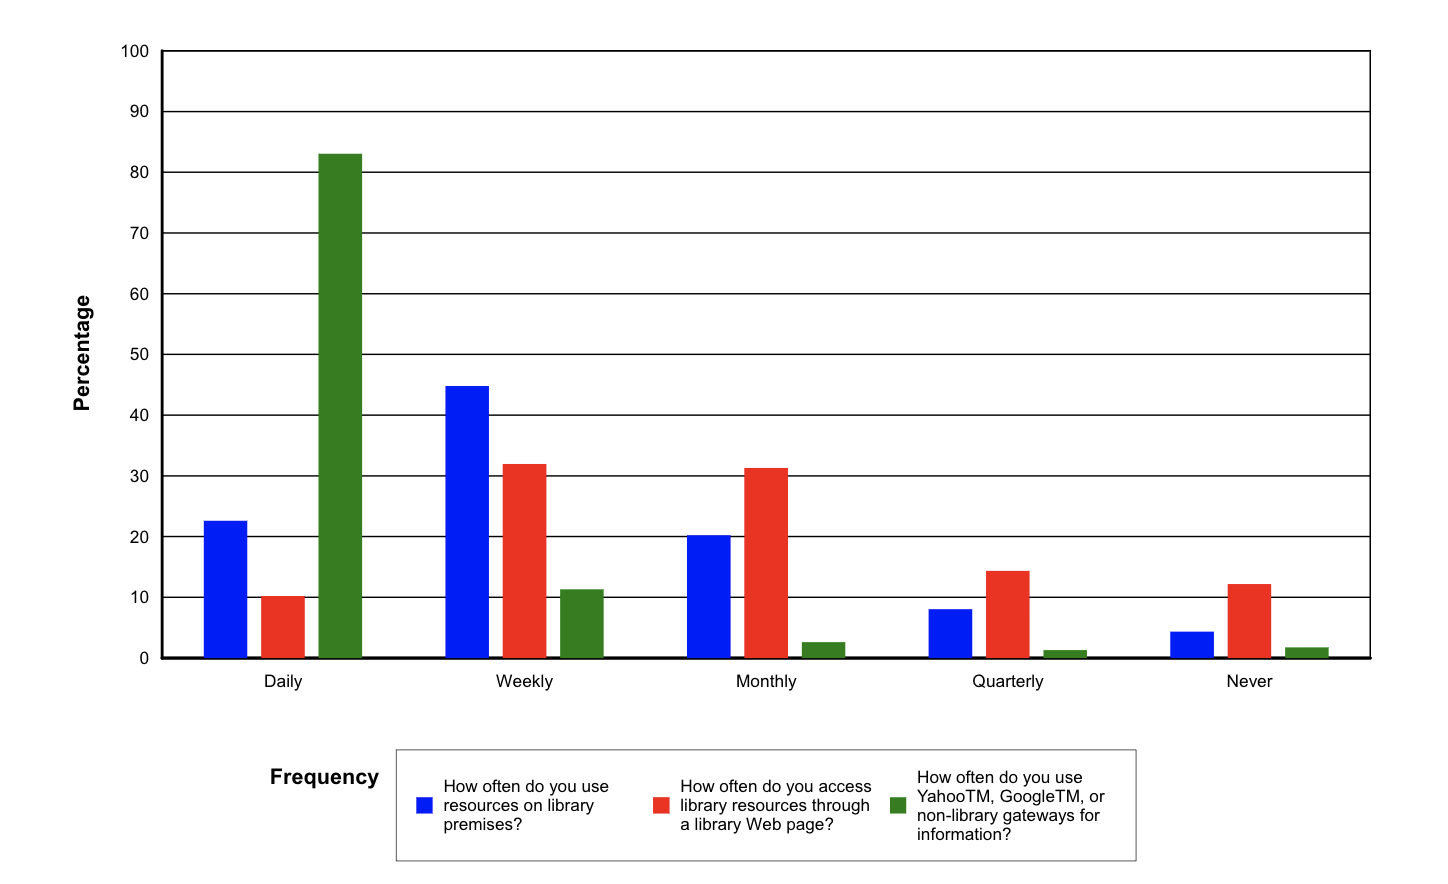 100
90
80
70
60
50
40
30
20
10
0
Percentage
Daily
Weekly
Monthly
Quarterly
Never
Frequency
How often do you use
resources on library
premises?
How often do you access
library resources through
a library Web page?
How often do you use
YahooTM, GoogleTM, or
non-library gateways for
information?